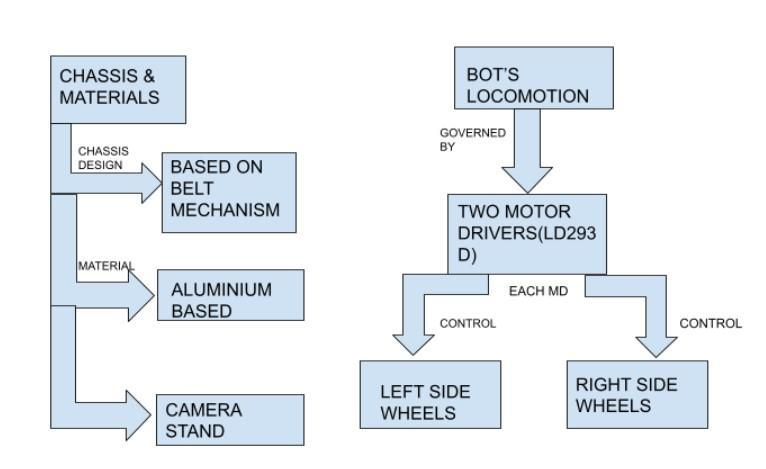 CHASSIS &
MATERIALS
CHASSIS
DESIGN
BASED ON
BELT
MECHANISM
MATERIAL
ALUMINIUM
BASED
CAMERA
STAND
BOT'S
LOCOMOTION
GOVERNED
BY
TWO MOTOR
DRIVERS(LD293
D)
EACH MD
CONTROL
CONTROL
LEFT SIDE
WHEELS
RIGHT SIDE
WHEELS